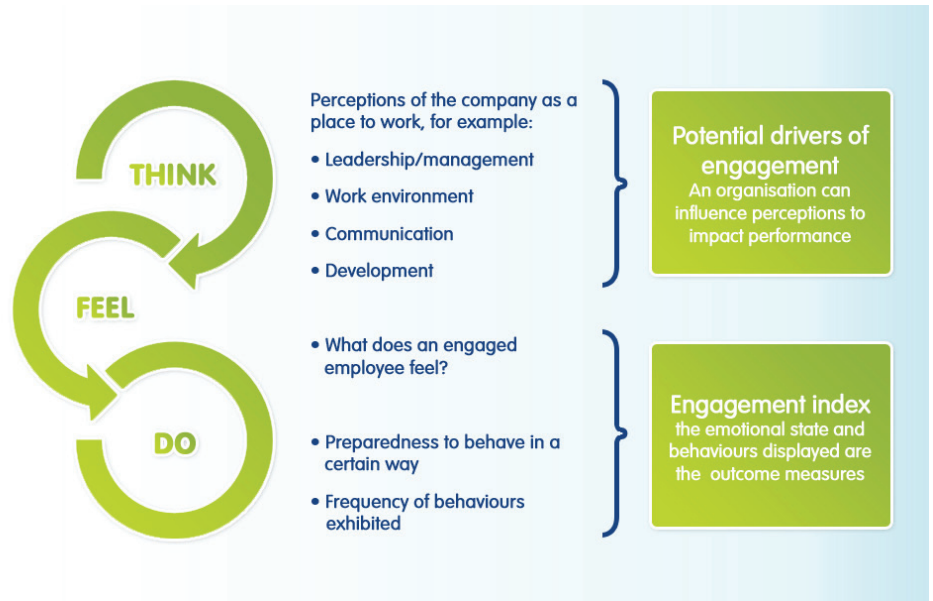 THINK
Perceptions of the company as a
place to work, for example:
• Leadership/management
• Work environment
• Communication
• Development
Potential drivers of
engagement
An organisation can
influence perceptions to
impact performance
FEEL
DO
• What does an engaged
employee feel?
• Preparedness to behave in a
certain way
• Frequency of behaviours
exhibited
Engagement index
the emotional state and
behaviours displayed are
the outcome measures